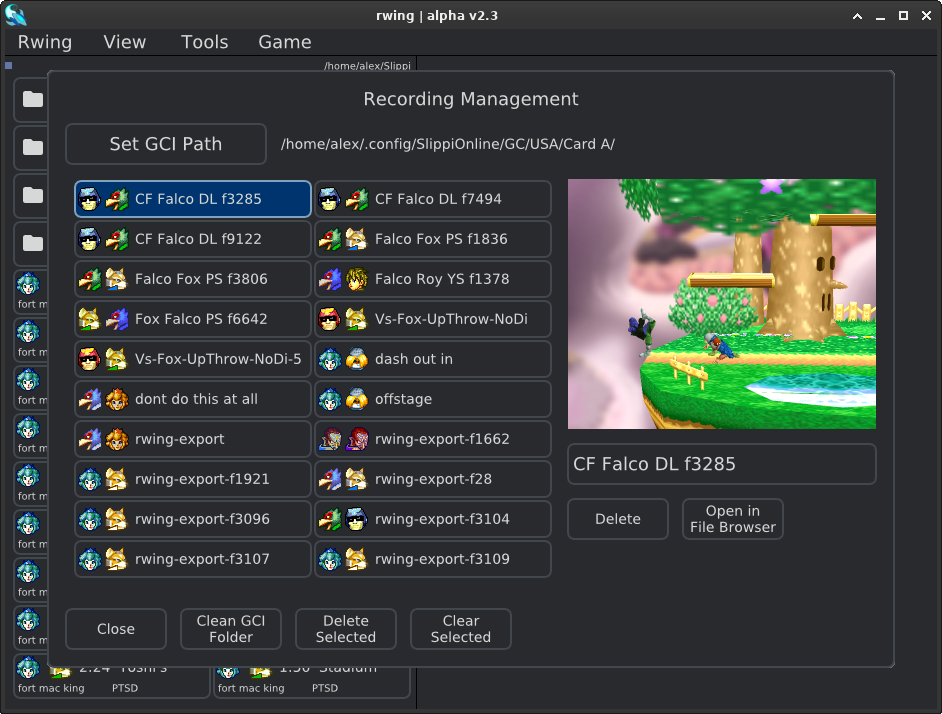 rwing | alpha v2.3
Rwing View Tools Game
/home/alex/Slippi
Recording Management
Set GCI Path /home/alex/.config/SlippiOnline/GC/USA/Card A/
CF Falco DL f3285 CF Falco DL f7494
CF Falco DL f9122 Falco Fox PS f1836
Falco Fox PS f3806 Falco Roy YS f1378
fort m
Fox Falco PS f6642 Vs-Fox-UpThrow-NoDi
fort m
Vs-Fox-UpThrow-NoDi-5 dash out in
fort m
dont do this at all offstage
rwing-export rwing-export-f1662
fort m
CF Falco DL f3285
rwing-export-f1921 rwing-export-f28
fort m
rwing-export-f3096 rwing-export-f3104
Delete
Open in
File Browser
fort m
rwing-export-f3107 rwing-export-f3109
fort m
Close
Clean GCI
Folder
Delete
Selected
Clear
Selected
fort m
2:24 Yoshi's 1:50 Stadium
fort mac king PTSD fort mac king PTSD